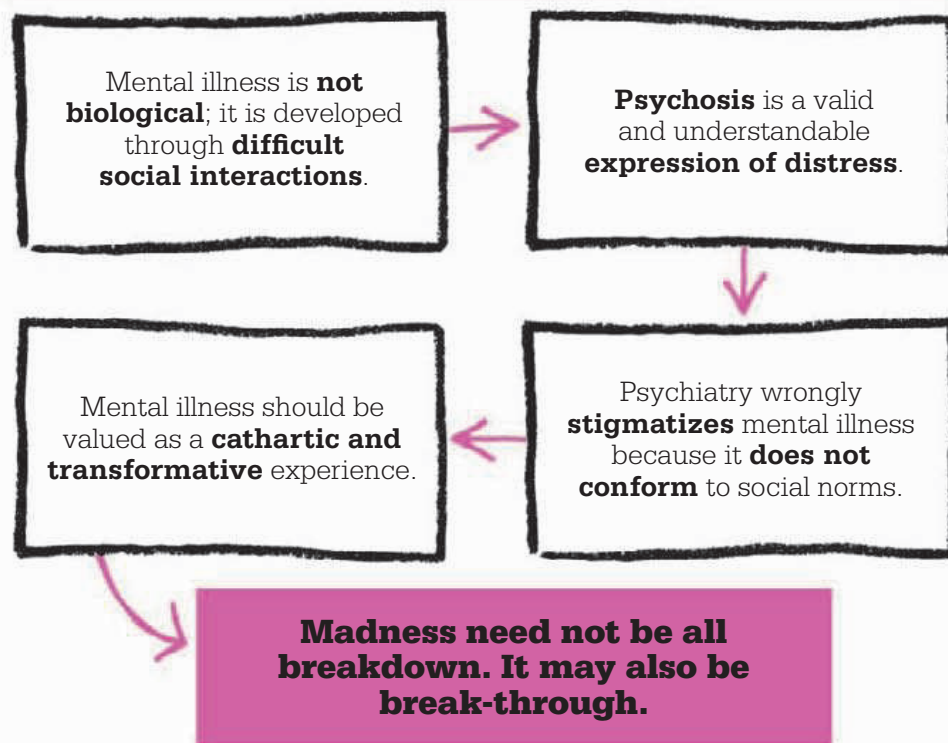 Mental illness is not
biological; it is developed
through difficult
social interactions.
Psychosis is a valid
and understandable
expression of distress.
Psychiatry wrongly
stigmatizes mental illness
because it does not
conform to social norms.
Mental illness should be
valued as a cathartic and
transformative experience.
Madness need not be all
breakdown. It may also be
break-through.